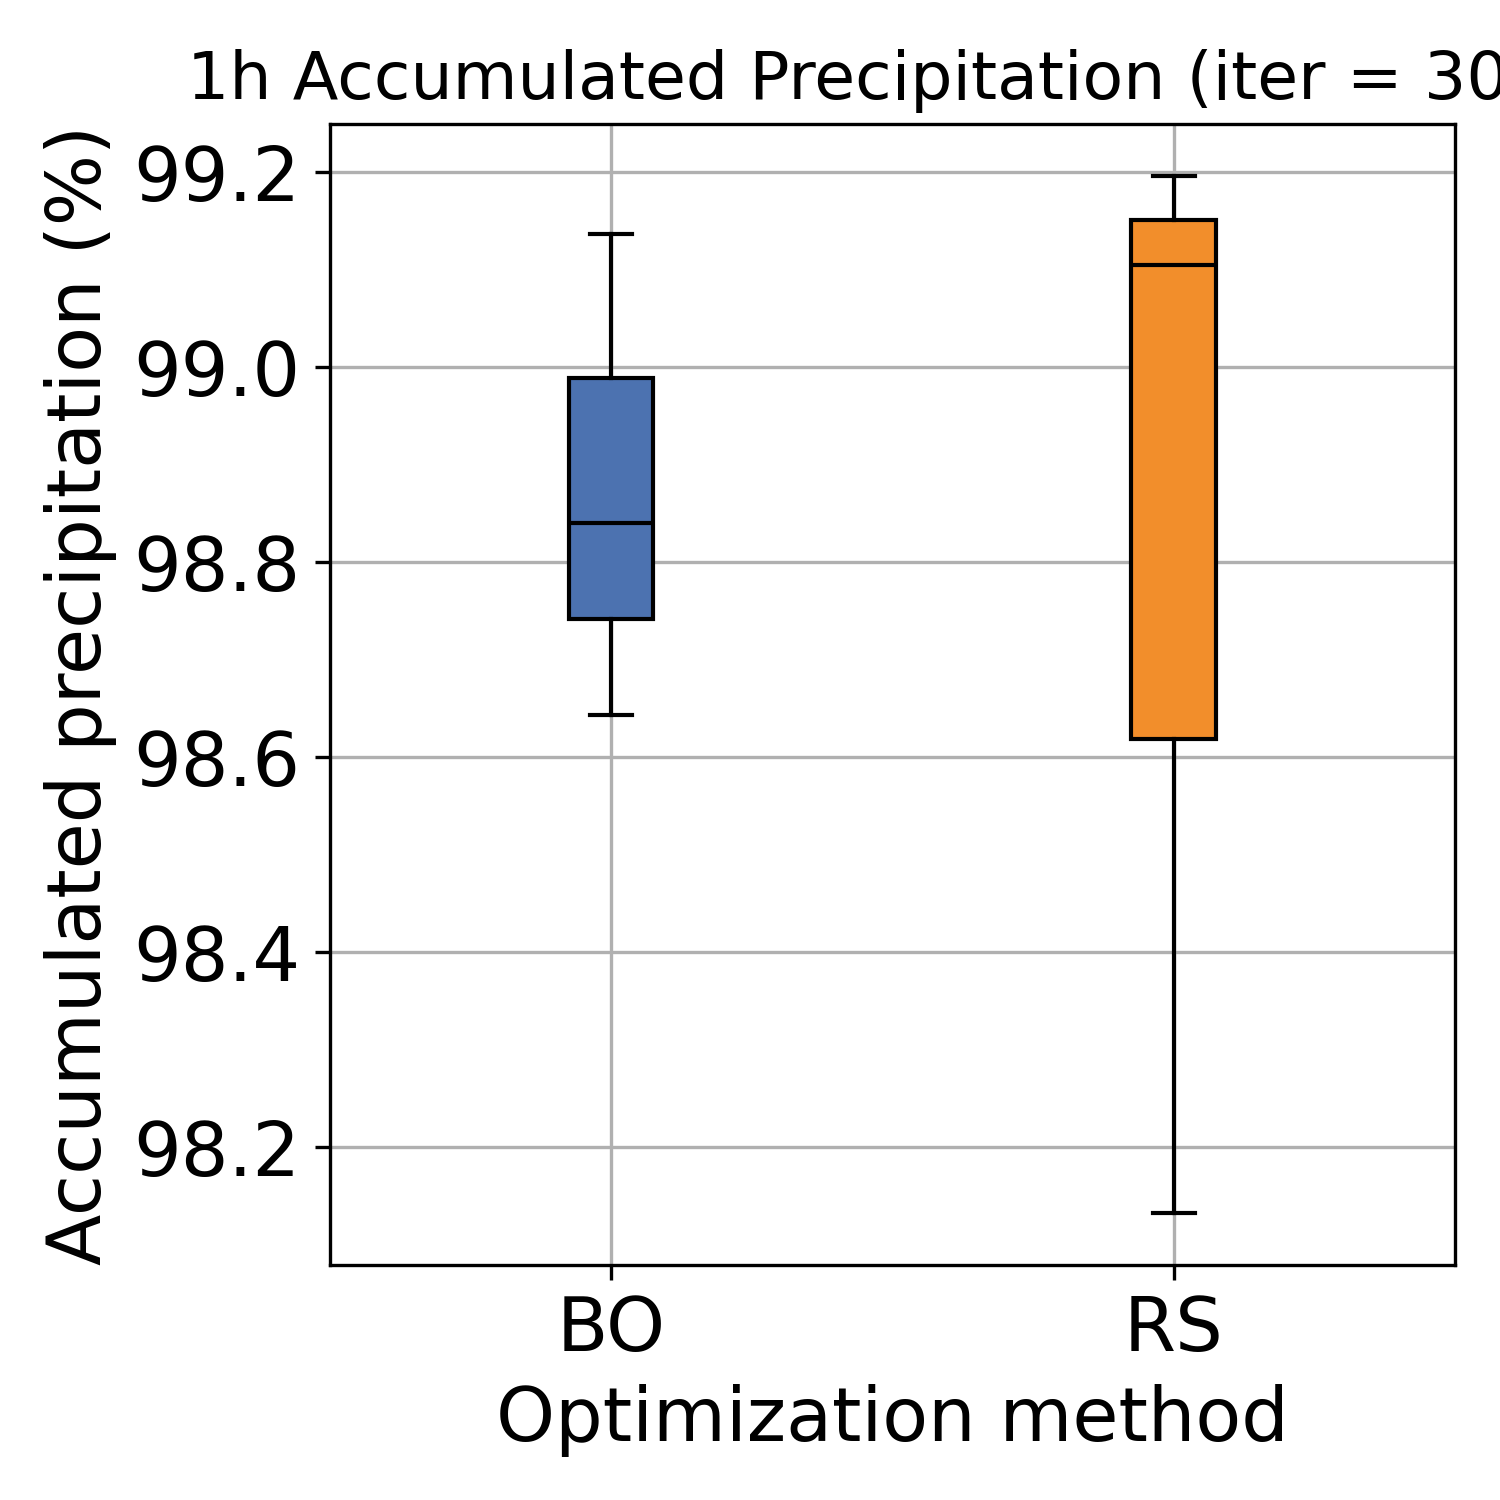 1h Accumulated Precipitation (iter = 30
Accumulated precipitation (%)
99.2
99.0
98.8
98.6
98.4
98.2
BO RS
Optimization method